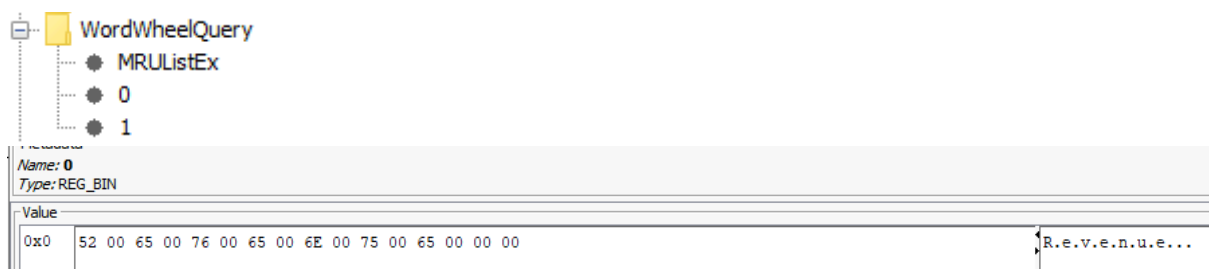 WordWheelQuery
MRUListEx
0
1
Metadata
Name: 0
Type: REG_BIN
Value
0x0 52 00 65 00 76 00 65 00 6E 00 75 00 65 00 00 00 R.e.v.e.n.u.e...